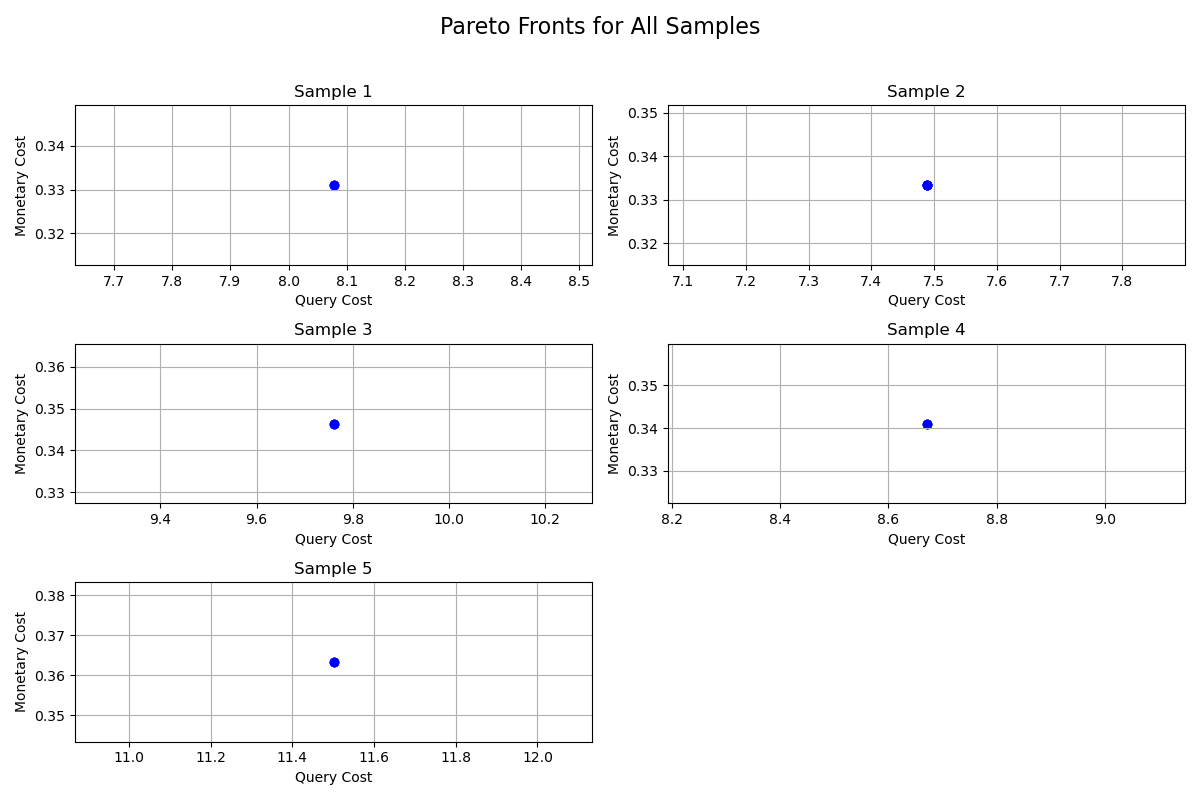 Pareto Fronts for All Samples
Sample 1
Monetary Cost
0.34
0.33
0.32
7.7 7.8 7.9 8.0 8.1 8.2 8.3 8.4 8.5
Query Cost
Sample 2
Monetary Cost
0.35
0.34
0.33
0.32
7.1 7.2 7.3 7.4 7.5 7.6 7.7 7.8
Query Cost
Sample 3
Monetary Cost
0.36
0.35
0.34
0.33
9.4 9.6 9.8 10.0 10.2
Query Cost
Sample 4
Monetary Cost
0.35
0.34
0.33
8.2 8.4 8.6 8.8 9.0
Query Cost
Sample 5
Monetary Cost
0.38
0.37
0.36
0.35
11.0 11.2 11.4 11.6 11.8 12.0
Query Cost